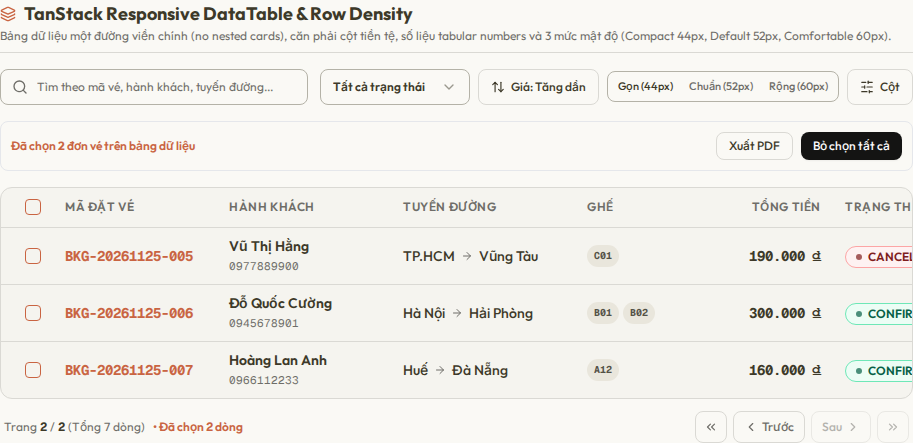 TanStack Responsive DataTable & Row Density
Bảng dữ liệu một đường viền chính (no nested cards), căn phải cột tiền tệ, số liệu tabular numbers và 3 mức mật độ (Compact 44px, Default 52px, Comfortable 60px).
Tìm theo mã vé, hành khách, tuyến đường... Tất cả trạng thái Giá: Tăng dần Gọn (44px) Chuẩn (52px) Rộng (60px) Cột
Đã chọn 2 đơn vé trên bảng dữ liệu Xuất PDF Bỏ chọn tất cả
MÃ ĐẶT VÉ HÀNH KHÁCH TUYẾN ĐƯỜNG GHẾ TỔNG TIỀN TRẠNG TH
BKG-20261125-005 Vũ Thị Hằng TP.HCM → Vũng Tàu C01 190.000 ₫ CANCEL
0977889900
BKG-20261125-006 Đỗ Quốc Cường Hà Nội → Hải Phòng B01 B02 300.000 ₫ CONFIR
0945678901
BKG-20261125-007 Hoàng Lan Anh Huế → Đà Nẵng A12 160.000 ₫ CONFIR
0966112233
Trang 2 / 2 (Tổng 7 dòng) • Đã chọn 2 dòng « ‹ Trước Sau › »